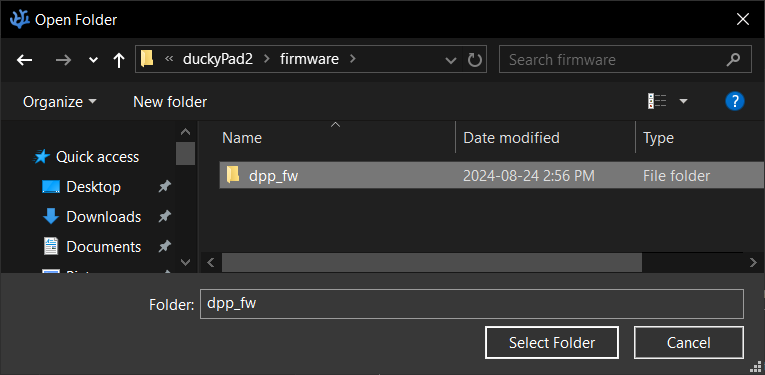 Open Folder
« duckyPad2 › firmware ›
Search firmware
Organize
New folder
?
Name
Date modified
Type
Quick access
dpp_fw
2024-08-24 2:56 PM
File folder
Desktop
Downloads
Documents
Folder:
dpp_fw
Select Folder
Cancel